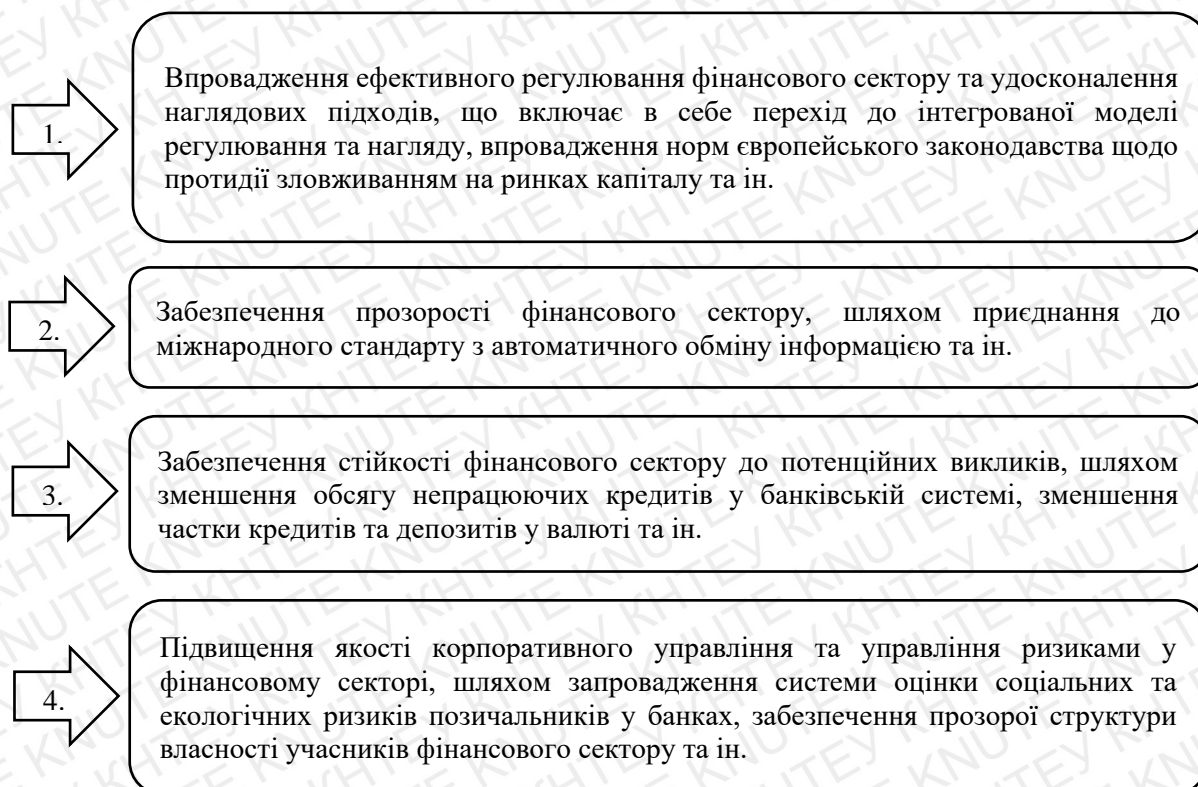 1.
Впровадження ефективного регулювання фінансового сектору та удосконалення
наглядових підходів, що включає в себе перехід до інтегрованої моделі
регулювання та нагляду, впровадження норм європейського законодавства щодо
протидії зловживанням на ринках капіталу та ін.
2.
Забезпечення прозорості фінансового сектору, шляхом приєднання до
міжнародного стандарту з автоматичного обміну інформацією та ін.
3.
Забезпечення стійкості фінансового сектору до потенційних викликів, шляхом
зменшення обсягу непрацюючих кредитів у банківській системі, зменшення
частки кредитів та депозитів у валюті та ін.
4.
Підвищення якості корпоративного управління та управління ризиками у
фінансовому секторі, шляхом запровадження системи оцінки соціальних та
екологічних ризиків позичальників у банках, забезпечення прозорої структури
власності учасників фінансового сектору та ін.